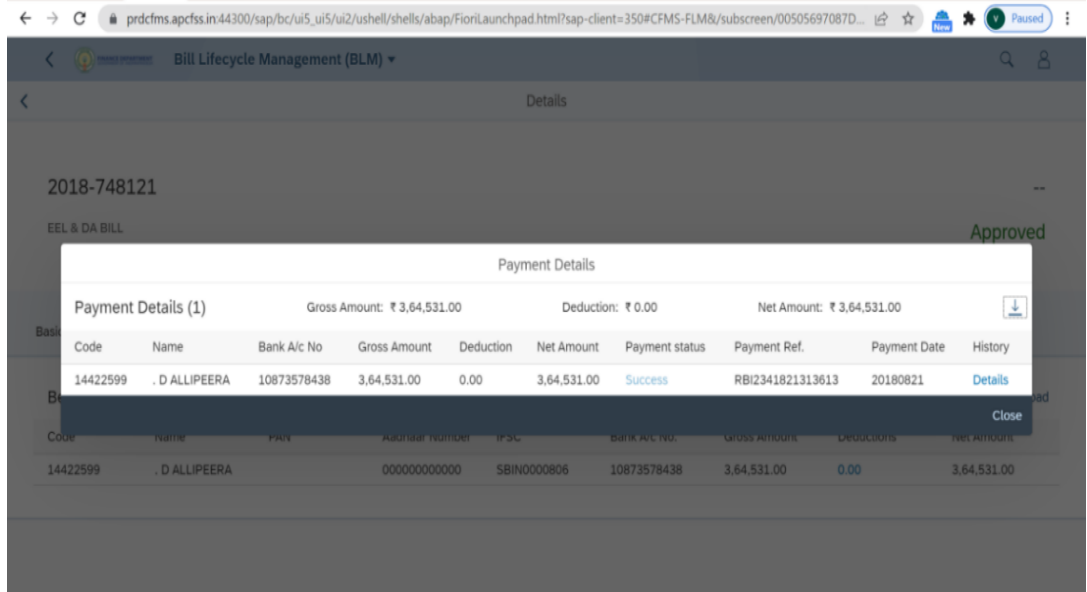 prdcfms.apcfss.in:44300/sap/bc/ui5_ui5/ui2/ushell/shells/abap/FioriLaunchpad.html?sap-client=350#CFMS-FLM&/subscreen/00505697087D...
New
V Paused
Bill Lifecycle Management (BLM)
Details
2018-748121 --
EEL & DA BILL
Approved
Payment Details
Payment Details (1) Gross Amount: ₹ 3,64,531.00 Deduction: ₹ 0.00 Net Amount: ₹ 3,64,531.00
Code Name Bank A/c No Gross Amount Deduction Net Amount Payment status Payment Ref. Payment Date History
14422599 . D ALLIPEERA 10873578438 3,64,531.00 0.00 3,64,531.00 Success RBI2341821313613 20180821 Details
Close
Code Name PAN Aadhaar Number IFSC Bank A/c No. Gross Amount Deductions Net Amount
14422599 . D ALLIPEERA 000000000000 SBIN0000806 10873578438 3,64,531.00 0.00 3,64,531.00